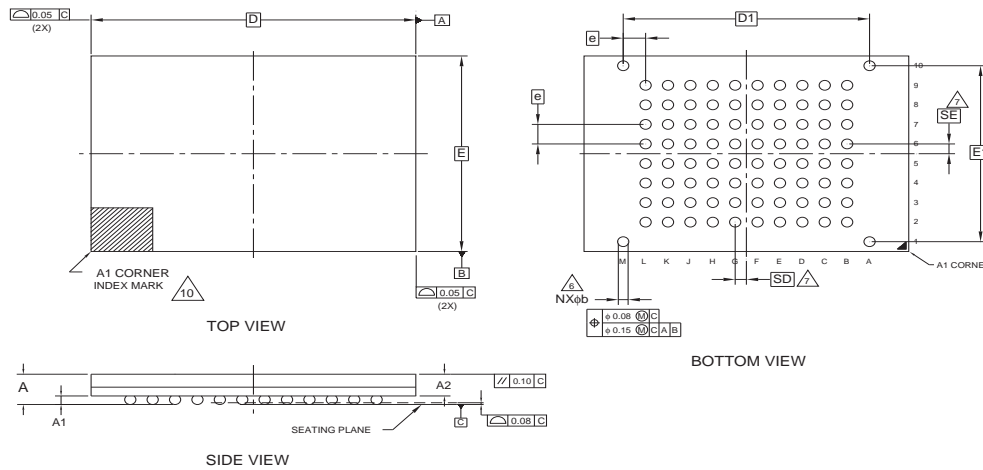 0.05 C
(2X)
D
A
E
B
0.05 C
(2X)
A1 CORNER
INDEX MARK
10
TOP VIEW
D1
e
e
10
9
8
7
6
5
4
3
2
1
7
SE
E1
M L K J H G F E D C B A
A1 CORNER
SD
7
6
NXφb
φ 0.08 M C
φ 0.15 M C A B
BOTTOM VIEW
A
A1
A2
// 0.10 C
C
0.08 C
SEATING PLANE
SIDE VIEW